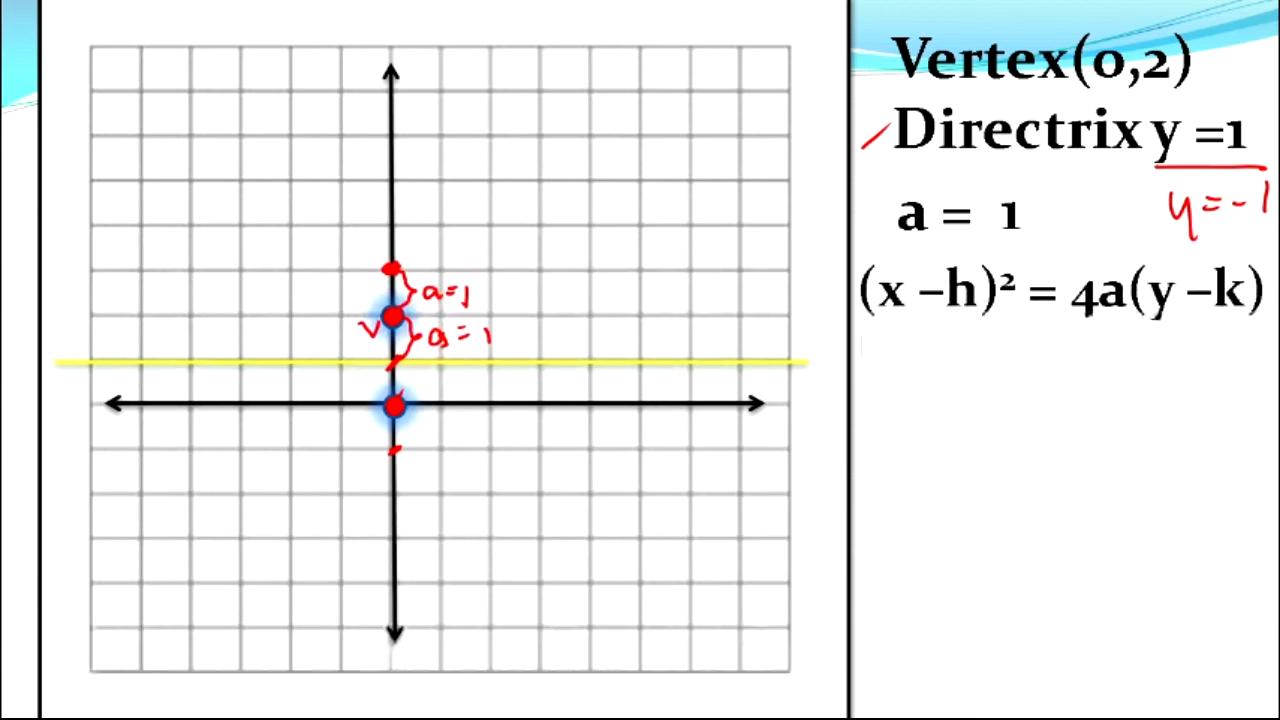 Vertex(0,2)
Directrix y =1
y = -1
a = 1
(x –h)² = 4a(y –k)
a=1
V
a = 1